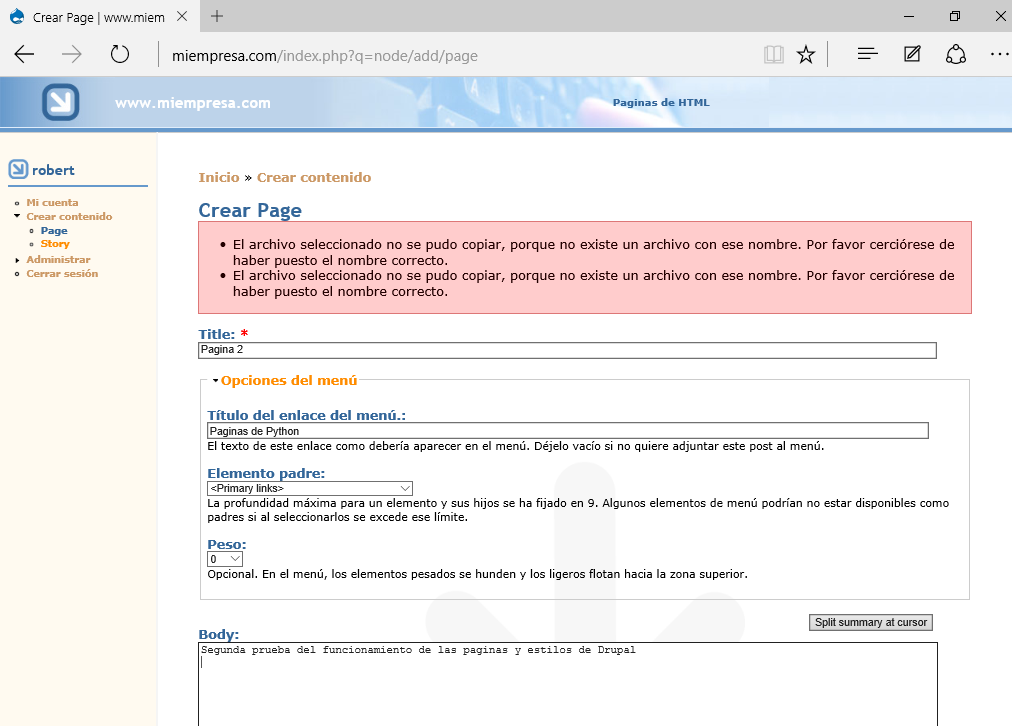 Crear Page | www.miem
miempresa.com/index.php?q=node/add/page
www.miempresa.com
Paginas de HTML
robert
Mi cuenta
Crear contenido
Page
Story
Administrar
Cerrar sesión
Inicio » Crear contenido
Crear Page
El archivo seleccionado no se pudo copiar, porque no existe un archivo con ese nombre. Por favor cerciórese de
haber puesto el nombre correcto.
El archivo seleccionado no se pudo copiar, porque no existe un archivo con ese nombre. Por favor cerciórese de
haber puesto el nombre correcto.
Title: *
Pagina 2
Opciones del menú
Título del enlace del menú.:
Paginas de Python
El texto de este enlace como debería aparecer en el menú. Déjelo vacío si no quiere adjuntar este post al menú.
Elemento padre:
<Primary links>
La profundidad máxima para un elemento y sus hijos se ha fijado en 9. Algunos elementos de menú podrían no estar disponibles como
padres si al seleccionarlos se excede ese límite.
Peso:
0
Opcional. En el menú, los elementos pesados se hunden y los ligeros flotan hacia la zona superior.
Split summary at cursor
Body:
Segunda prueba del funcionamiento de las paginas y estilos de Drupal